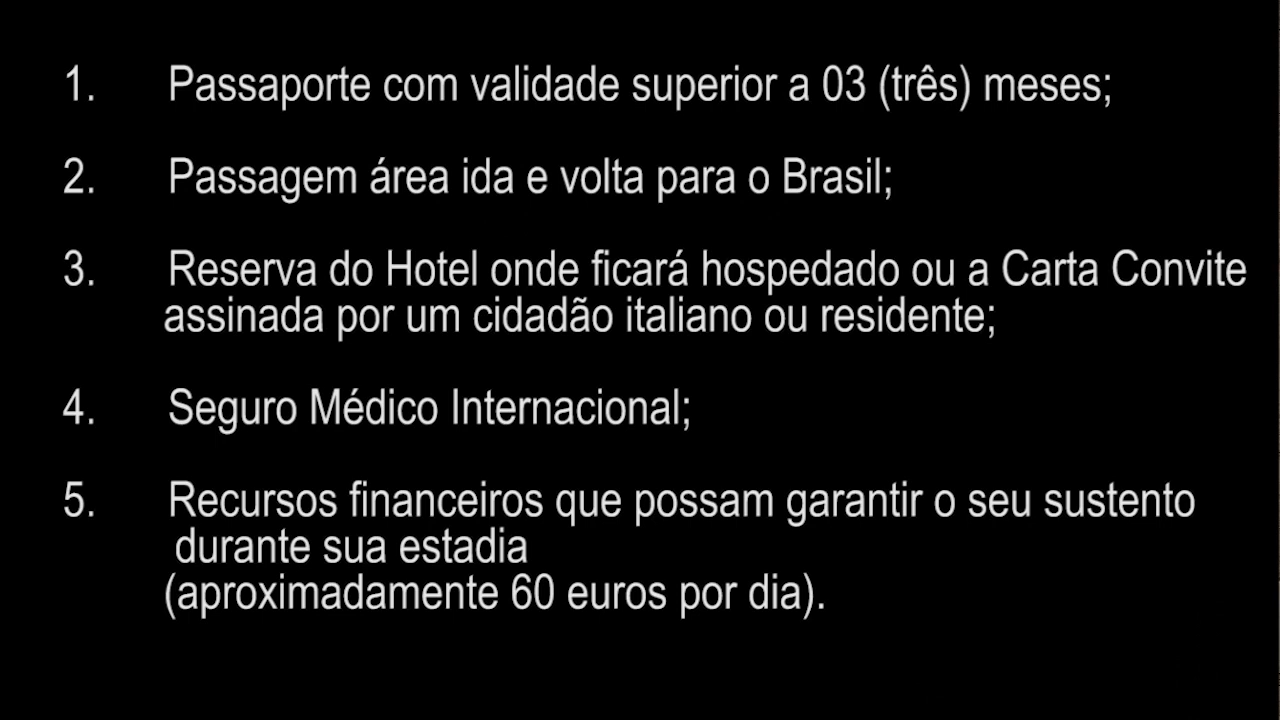 1. Passaporte com validade superior a 03 (três) meses;
2. Passagem área ida e volta para o Brasil;
3. Reserva do Hotel onde ficará hospedado ou a Carta Convite
assinada por um cidadão italiano ou residente;
4. Seguro Médico Internacional;
5. Recursos financeiros que possam garantir o seu sustento
durante sua estadia
(aproximadamente 60 euros por dia).